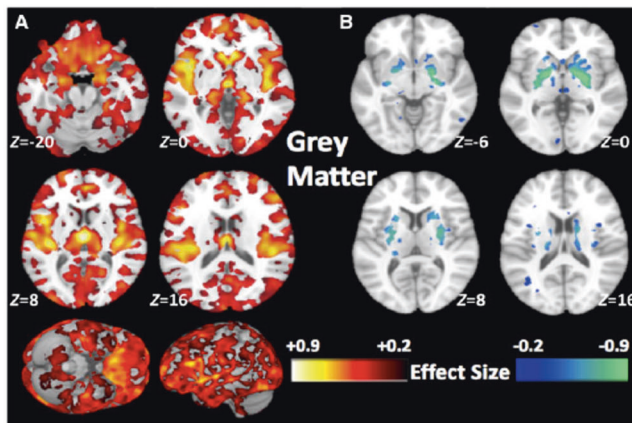 A
B
Z=-20
Z=0
Z=-6
Z=0
Grey
Matter
Z=8
Z=16
Z=8
Z=16
+0.9
+0.2
-0.2
-0.9
Effect Size